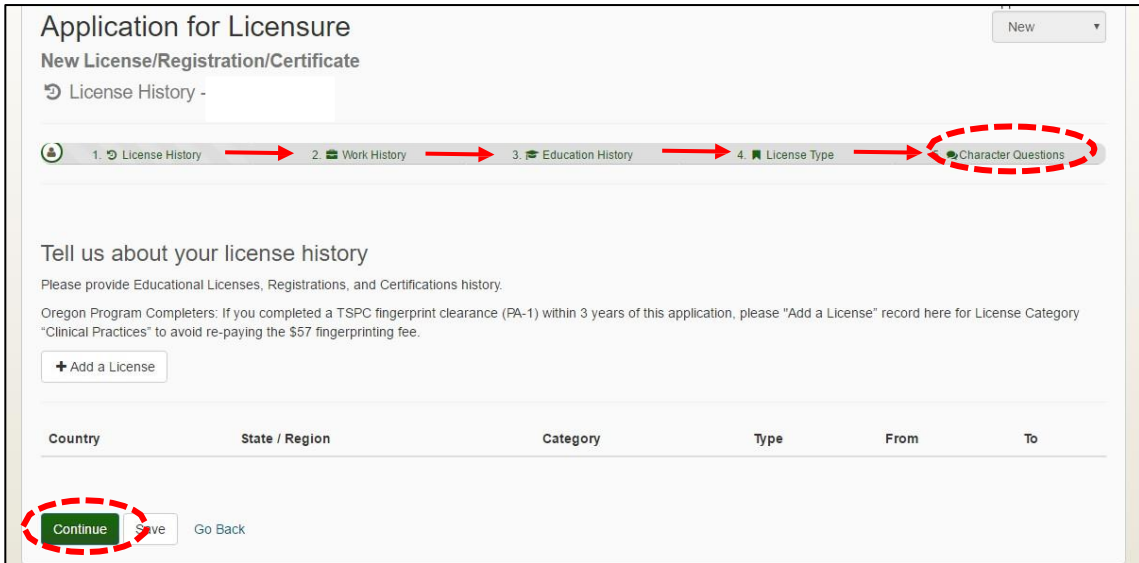 Application for Licensure
New
New License/Registration/Certificate
License History -
1. License History
2. Work History
3. Education History
4. License Type
Character Questions
Tell us about your license history
Please provide Educational Licenses, Registrations, and Certifications history.
Oregon Program Completers: If you completed a TSPC fingerprint clearance (PA-1) within 3 years of this application, please "Add a License" record here for License Category
"Clinical Practices" to avoid re-paying the $57 fingerprinting fee.
+ Add a License
Country State / Region Category Type From To
Continue Save Go Back